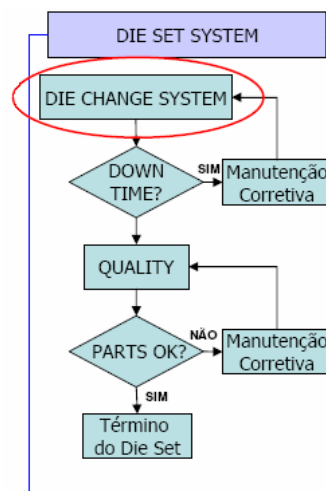 DIE SET SYSTEM
DIE CHANGE SYSTEM
DOWN
TIME?
SIM
Manutenção
Corretiva
QUALITY
PARTS OK?
NÃO
Manutenção
Corretiva
SIM
Término
do Die Set